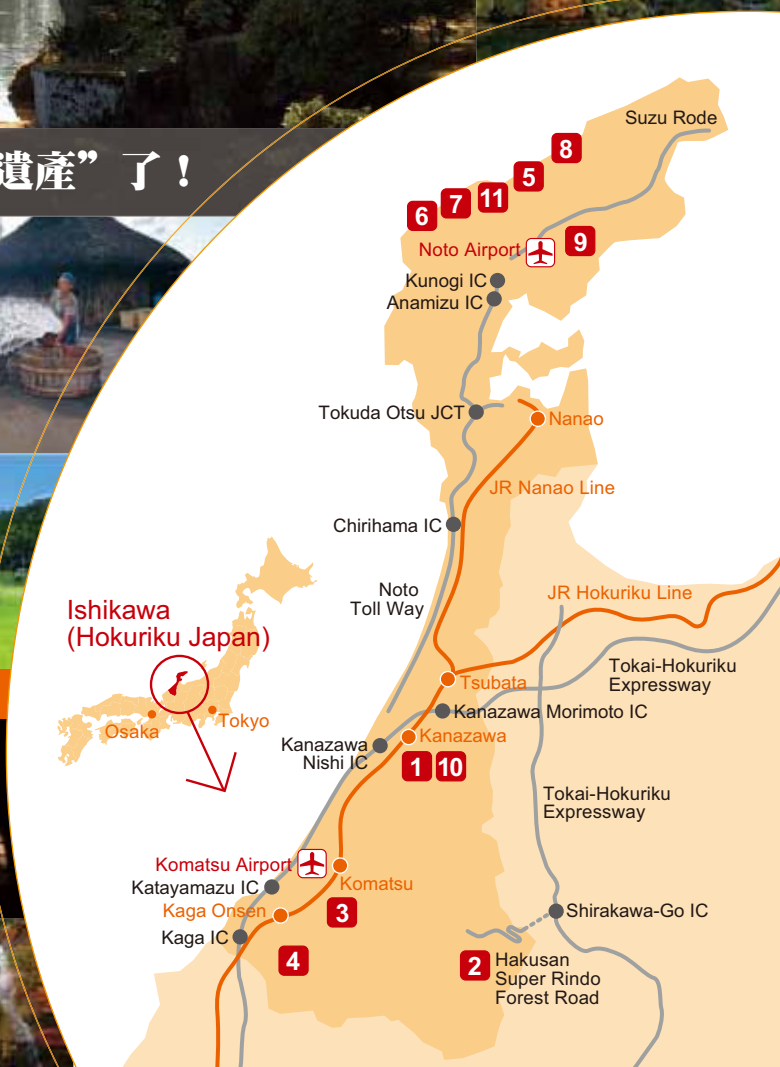 遺產”了！
Suzu Rode
8
5
11
7
6
9
Noto Airport
Kunogi IC
Anamizu IC
Tokuda Otsu JCT
Nanao
JR Nanao Line
Chirihama IC
Noto
Toll Way
JR Hokuriku Line
Ishikawa
(Hokuriku Japan)
Osaka
Tokyo
Tsubata
Tokai-Hokuriku
Expressway
Kanazawa Morimoto IC
Kanazawa
Kanazawa
Nishi IC
1
10
Tokai-Hokuriku
Expressway
Komatsu Airport
Komatsu
Katayamazu IC
Kaga Onsen
3
Shirakawa-Go IC
Kaga IC
4
2
Hakusan
Super Rindo
Forest Road